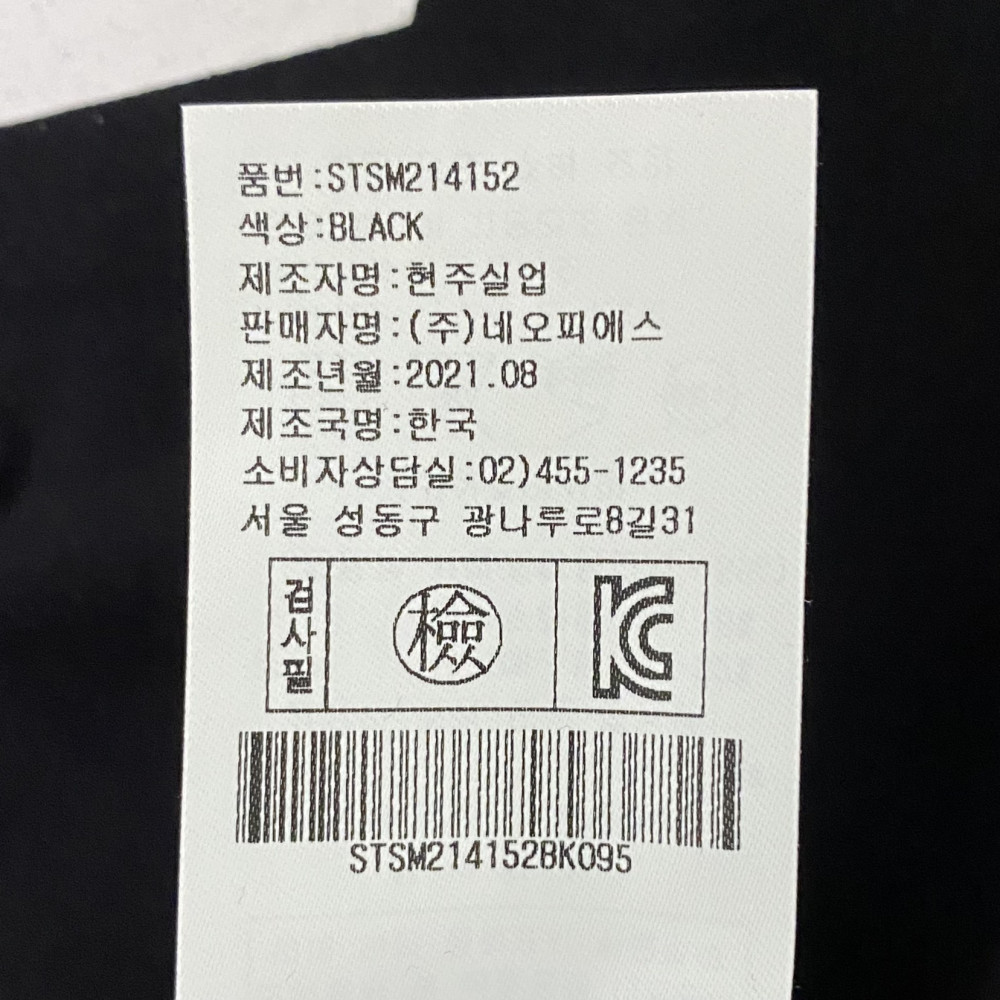 품번:STSM214152
색상:BLACK
제조자명:현주실업
판매자명:(주)네오피에스
제조년월:2021.08
제조국명:한국
소비자상담실:02)455-1235
서울 성동구 광나루로8길31
검사필
檢
KC
STSM214152BK095